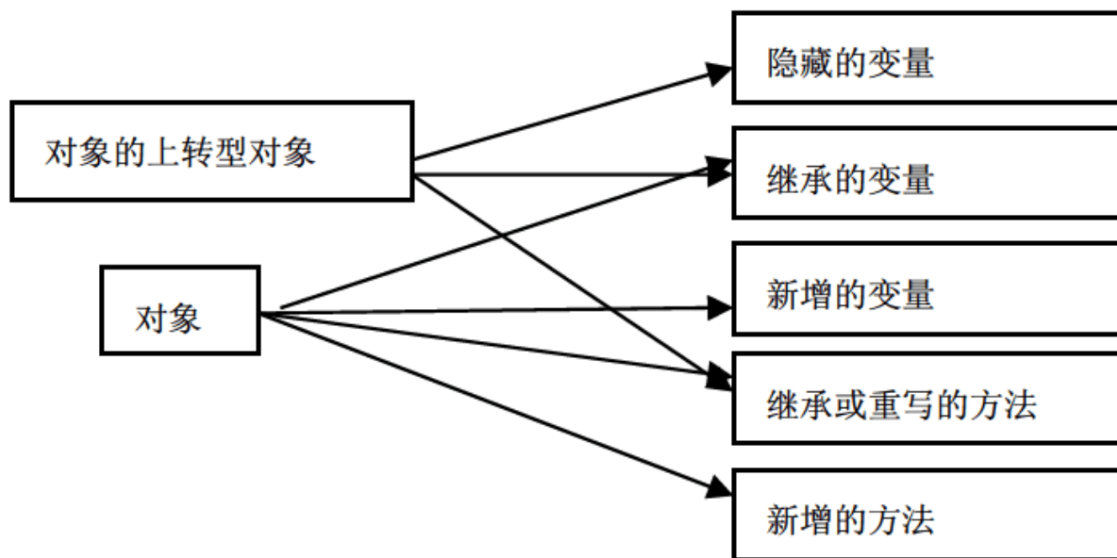 隐藏的变量
对象的上转型对象
继承的变量
新增的变量
对象
继承或重写的方法
新增的方法